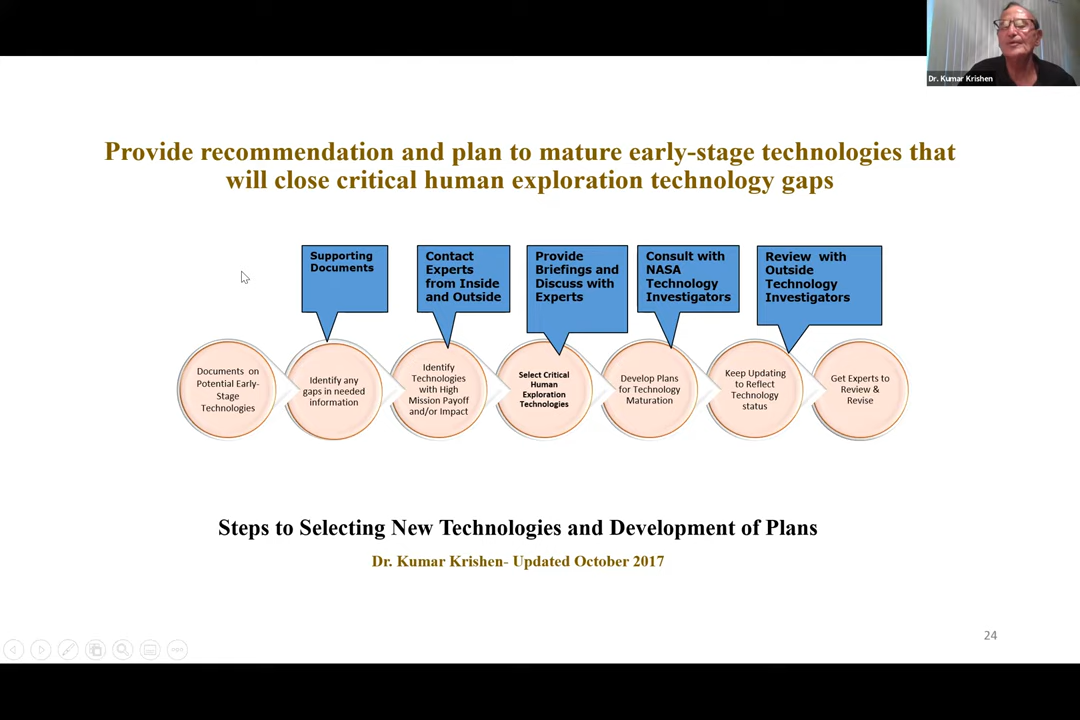 Dr. Kumar Krishen
Provide recommendation and plan to mature early-stage technologies that
will close critical human exploration technology gaps
Supporting
Documents
Contact
Experts
from Inside
and Outside
Provide
Briefings and
Discuss with
Experts
Consult with
NASA
Technology
Investigators
Review with
Outside
Technology
Investigators
Documents on
Potential Early-
Stage
Technologies
Identify any
gaps in needed
information
Identify
Technologies
with High
Mission Payoff
and/or Impact
Select Critical
Human
Exploration
Technologies
Develop Plans
for Technology
Maturation
Keep Updating
to Reflect
Technology
status
Get Experts to
Review &
Revise
Steps to Selecting New Technologies and Development of Plans
Dr. Kumar Krishen- Updated October 2017
24